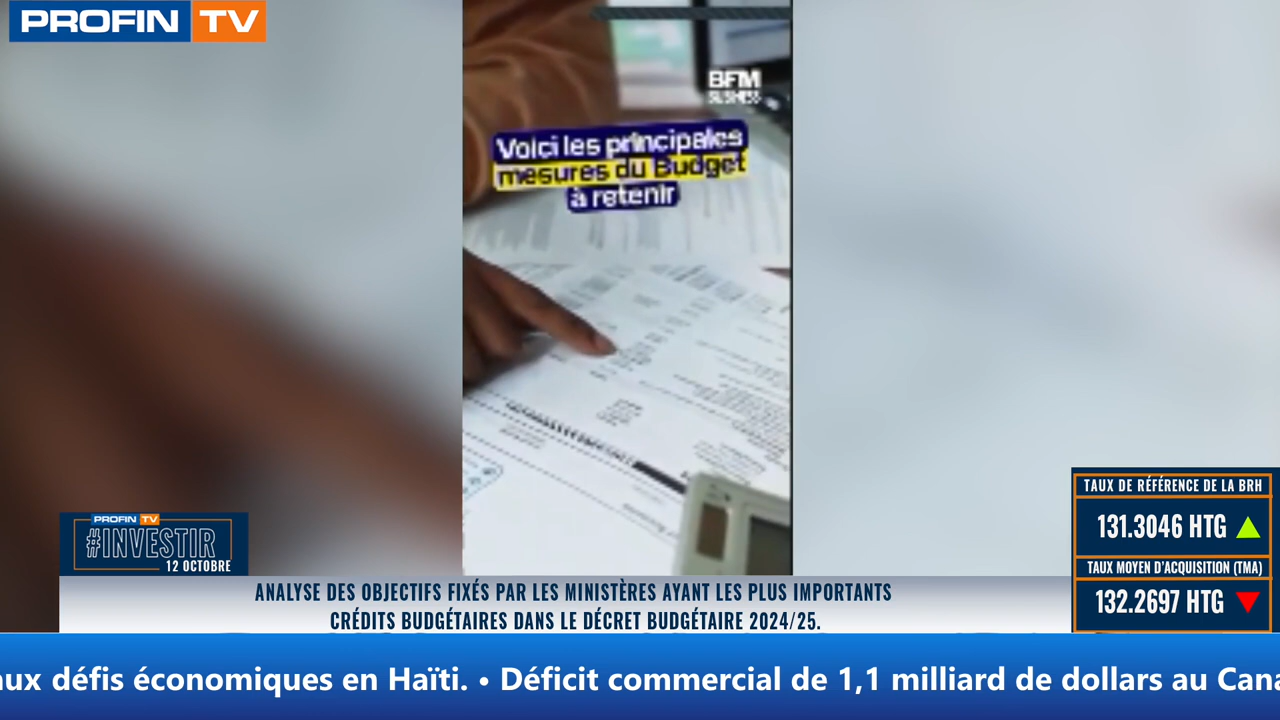 PROFIN TV
BFM
BUSINESS
Voici les principales
mesures du Budget
à retenir
TAUX DE RÉFÉRENCE DE LA BRH
131.3046 HTG
TAUX MOYEN D'ACQUISITION (TMA)
132.2697 HTG
PROFIN TV
#INVESTIR
12 OCTOBRE
ANALYSE DES OBJECTIFS FIXÉS PAR LES MINISTÈRES AYANT LES PLUS IMPORTANTS
CRÉDITS BUDGÉTAIRES DANS LE DÉCRET BUDGÉTAIRE 2024/25.
aux défis économiques en Haïti. • Déficit commercial de 1,1 milliard de dollars au Cana